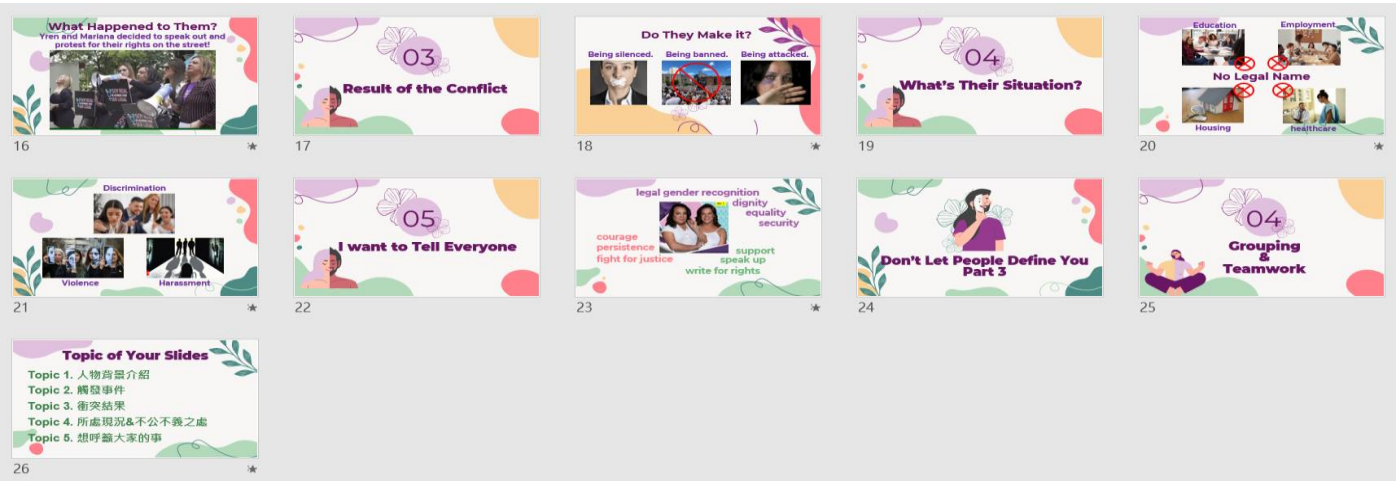 What Happened to Them?
Yren and Mariana decided to speak out and
protest for their rights on the street!
16
03
Result of the Conflict
17
Do They Make it?
Being silenced. Being banned. Being attacked.
18
04
What's Their Situation?
19
Education Employment
No Legal Name
Housing healthcare
20
Discrimination
Violence Harassment
21
05
I want to Tell Everyone
22
legal gender recognition
dignity
equality
security
courage
persistence
fight for justice
support
speak up
write for rights
23
Don't Let People Define You
Part 3
24
04
Grouping
&
Teamwork
25
Topic of Your Slides
Topic 1. 人物背景介紹
Topic 2. 觸發事件
Topic 3. 衝突結果
Topic 4. 所處現況&不公不義之處
Topic 5. 想呼籲大家的事
26